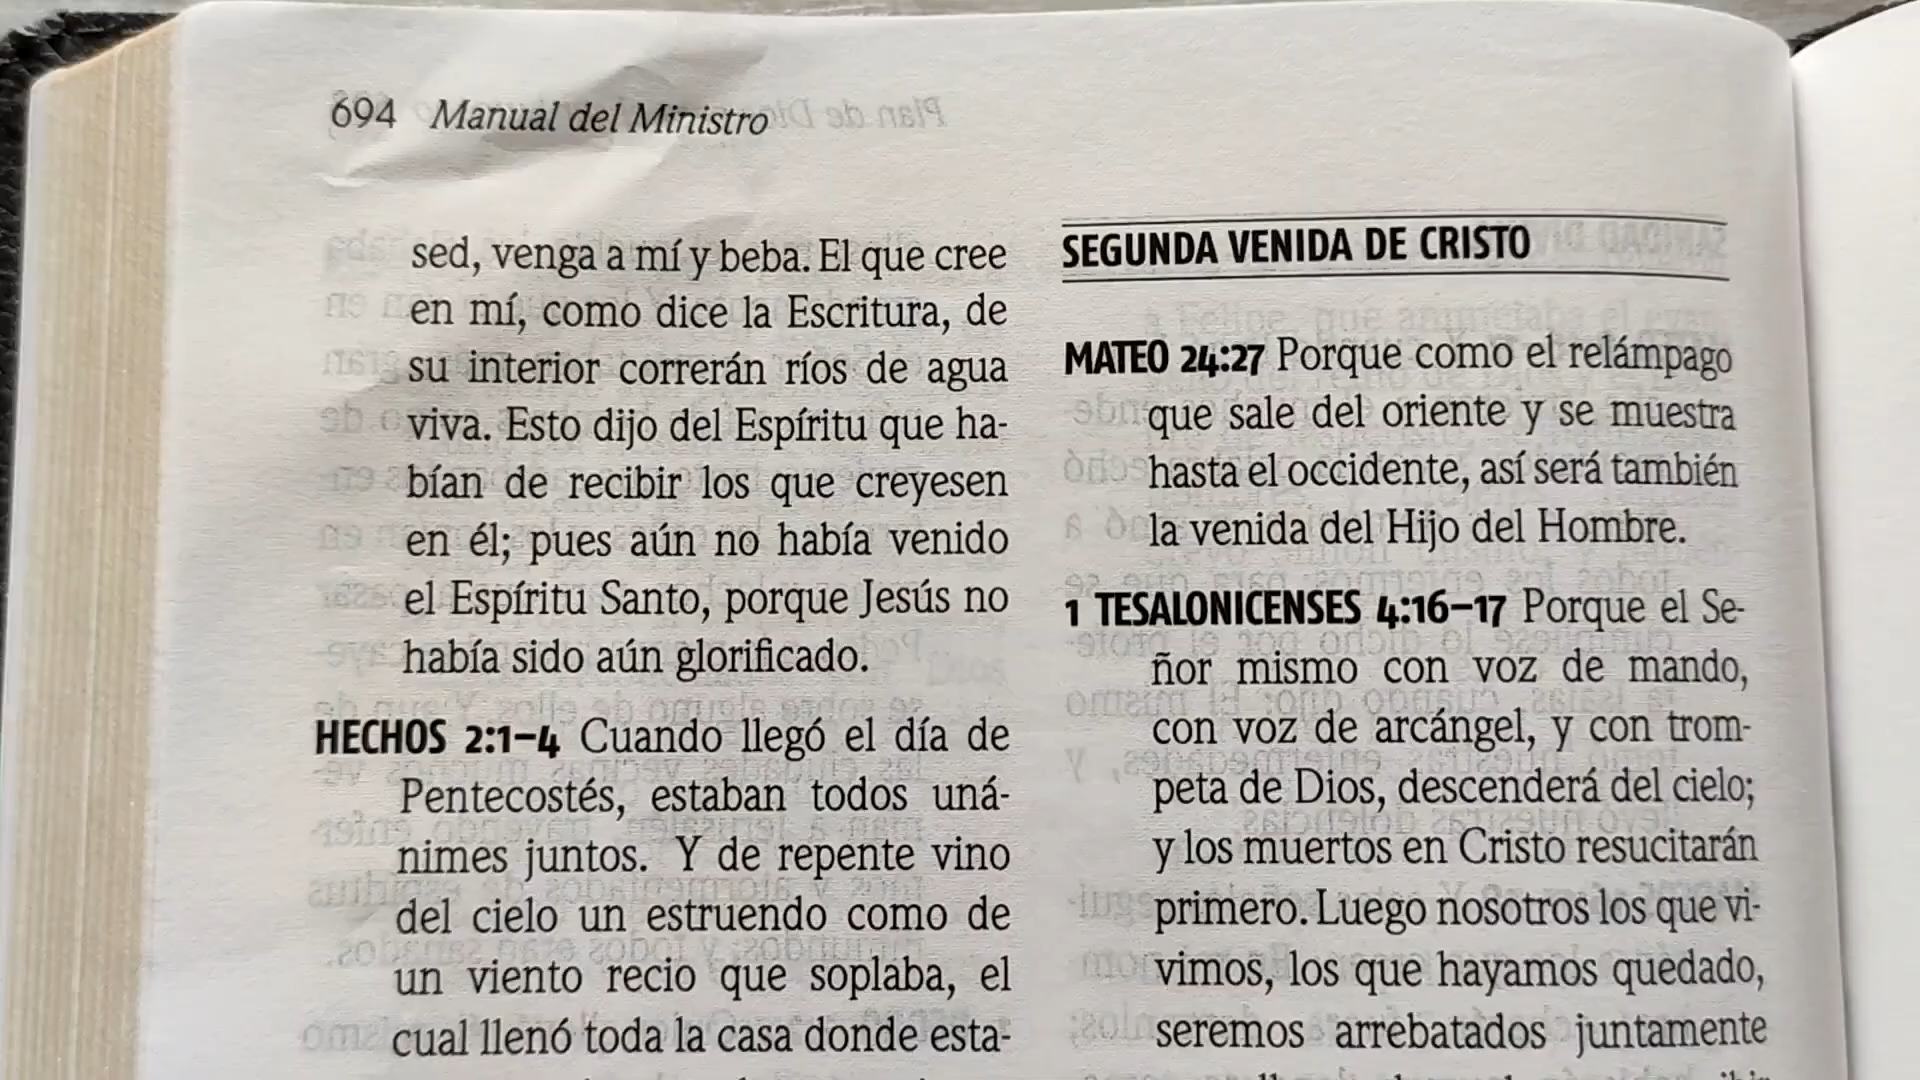 694 Manual del Ministro
sed, venga a mí y beba. El que cree
en mí, como dice la Escritura, de
su interior correrán ríos de agua
viva. Esto dijo del Espíritu que ha-
bían de recibir los que creyesen
en él; pues aún no había venido
el Espíritu Santo, porque Jesús no
había sido aún glorificado.
HECHOS 2:1–4 Cuando llegó el día de
Pentecostés, estaban todos uná-
nimes juntos. Y de repente vino
del cielo un estruendo como de
un viento recio que soplaba, el
cual llenó toda la casa donde esta-
SEGUNDA VENIDA DE CRISTO
MATEO 24:27 Porque como el relámpago
que sale del oriente y se muestra
hasta el occidente, así será también
la venida del Hijo del Hombre.
1 TESALONICENSES 4:16–17 Porque el Se-
ñor mismo con voz de mando,
con voz de arcángel, y con trom-
peta de Dios, descenderá del cielo;
y los muertos en Cristo resucitarán
primero. Luego nosotros los que vi-
vimos, los que hayamos quedado,
seremos arrebatados juntamente